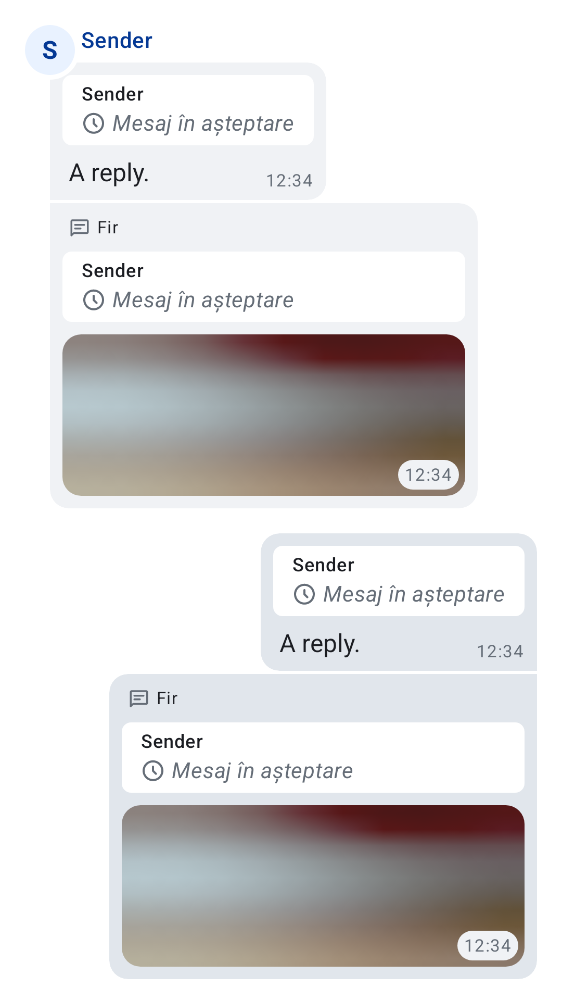 S
Sender
Sender
Mesaj în așteptare
A reply.
12:34
Fir
Sender
Mesaj în așteptare
12:34
Sender
Mesaj în așteptare
A reply.
12:34
Fir
Sender
Mesaj în așteptare
12:34